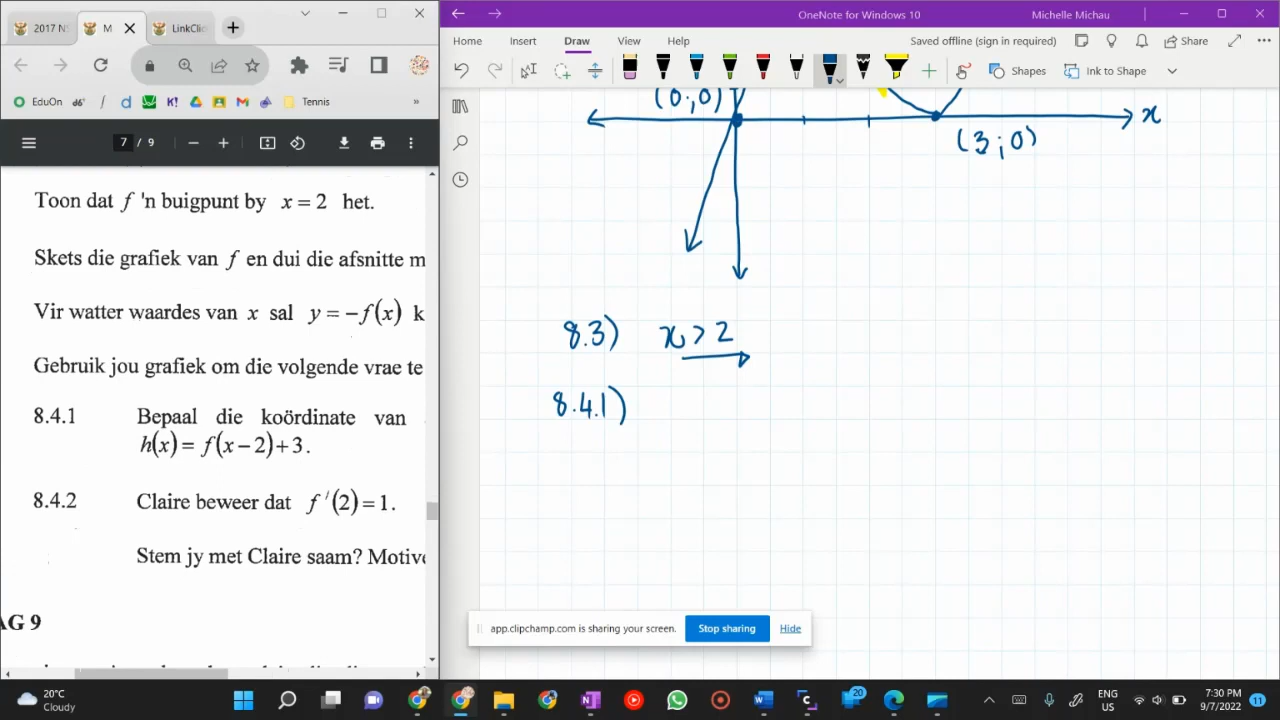 2017 N
M
LinkCli
OneNote for Windows 10
Michelle Michau
Home Insert Draw View Help
Saved offline (sign in required)
Share
Shapes
Ink to Shape
EduOn
Tennis
7 / 9
Toon dat f 'n buigpunt by x = 2 het.
Skets die grafiek van f en dui die afsnitte m
Vir watter waardes van x sal y = −f(x) k
Gebruik jou grafiek om die volgende vrae te
8.4.1 Bepaal die koördinate van
h(x) = f(x − 2) + 3.
8.4.2 Claire beweer dat f ′(2) = 1.
Stem jy met Claire saam? Motive
AG 9
(0;0)
x
(3;0)
8.3) x > 2
8.4.1)
app.clipchamp.com is sharing your screen. Stop sharing Hide
20°C
Cloudy
20
ENG
US
7:30 PM
9/7/2022
11